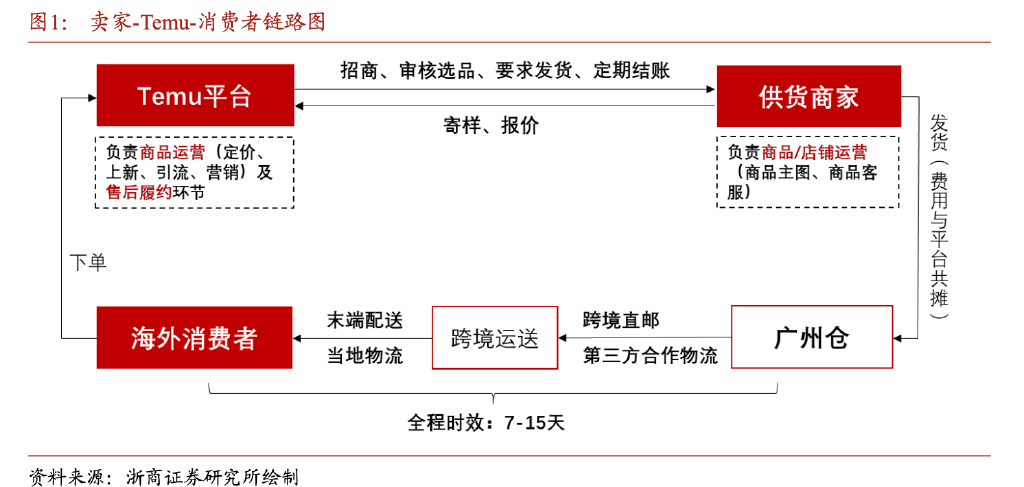 图1： 卖家-Temu-消费者链路图
Temu平台
招商、审核选品、要求发货、定期结账
寄样、报价
供货商家
负责商品运营（定价、
上新、引流、营销）及
售后履约环节
负责商品/店铺运营
（商品主图、商品客
服）
发货（费用与平台共摊）
下单
海外消费者
末端配送
当地物流
跨境运送
跨境直邮
第三方合作物流
广州仓
全程时效：7-15天
资料来源：浙商证券研究所绘制